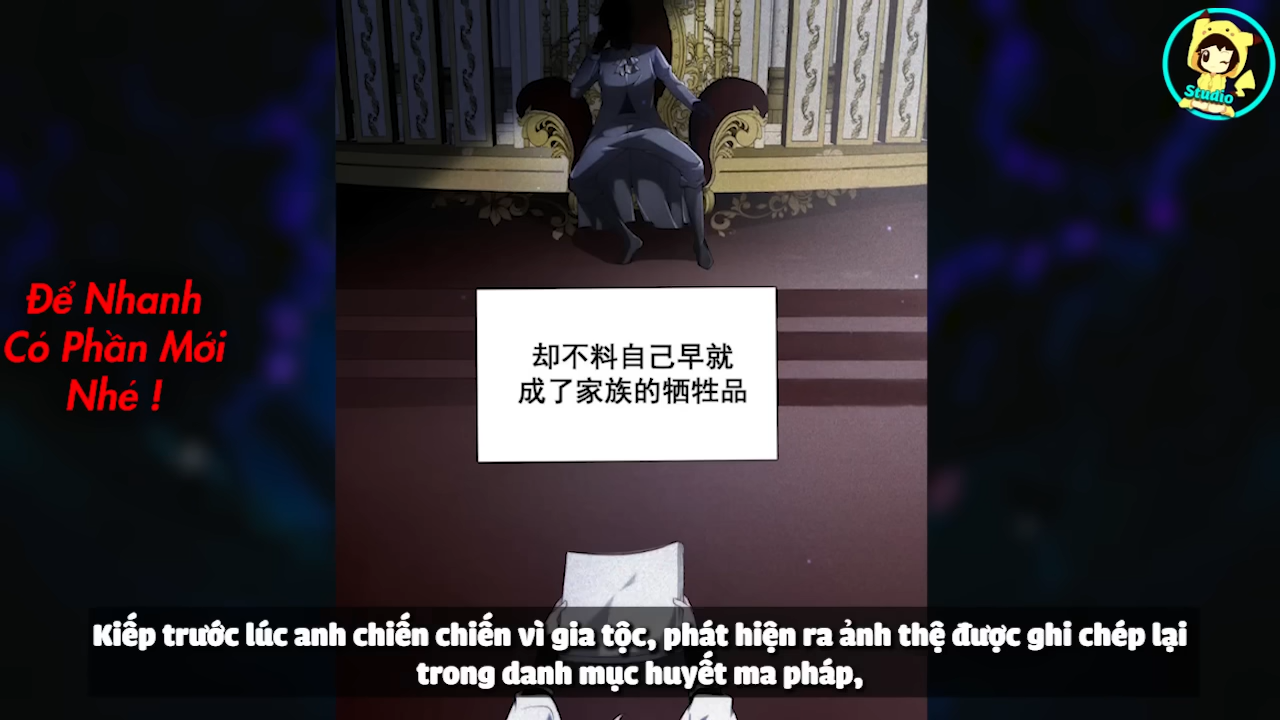 Studio
Để Nhanh
Có Phần Mới
Nhé !
却不料自己早就
成了家族的牺牲品
Kiếp trước lúc anh chiến chiến vì gia tộc, phát hiện ra ảnh thệ được ghi chép lại
trong danh mục huyết ma pháp,